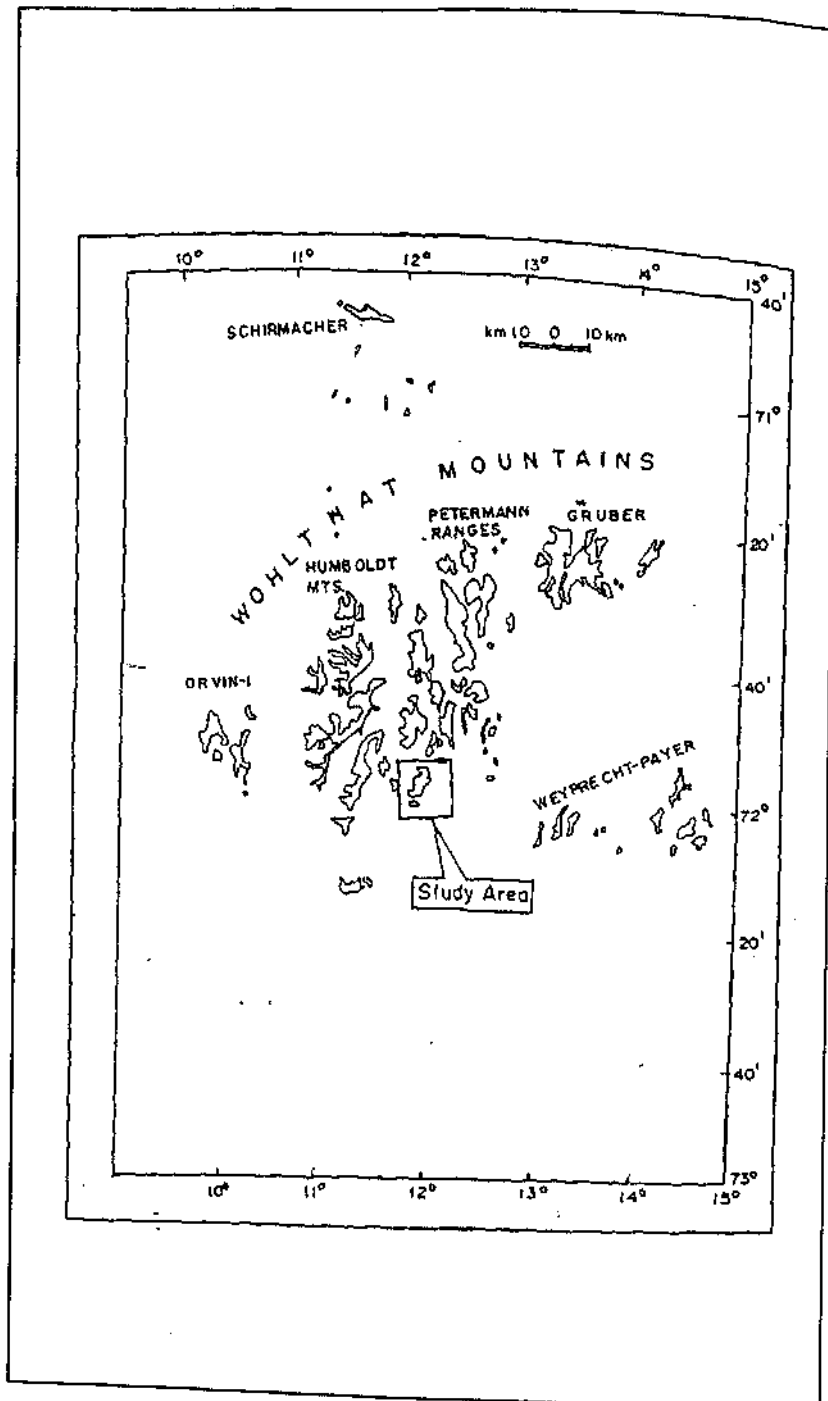 10° 11° 12° 13° 14° 15°
40'
SCHIRMACHER
km 10 0 10 km
71°
WOHLTHAT MOUNTAINS
PETERMANN
RANGES
GRUBER
20'
HUMBOLDT
MTS.
ORVIN-I
40'
WEYPRECHT-PAYER
72°
Study Area
20'
40'
73°
10° 11° 12° 13° 14° 15°